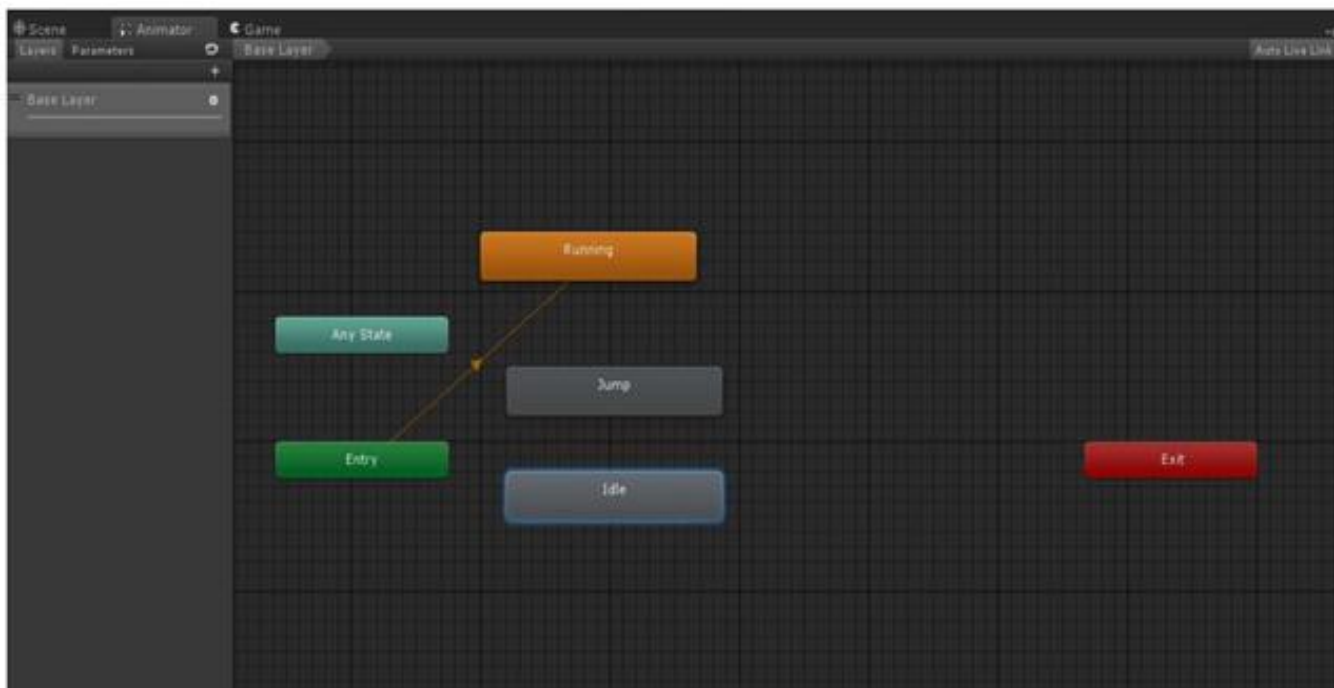 Scene Animator Game
Layers Parameters Base Layer Auto Live Link
Base Layer
Running
Any State
Jump
Entry
Exit
Idle